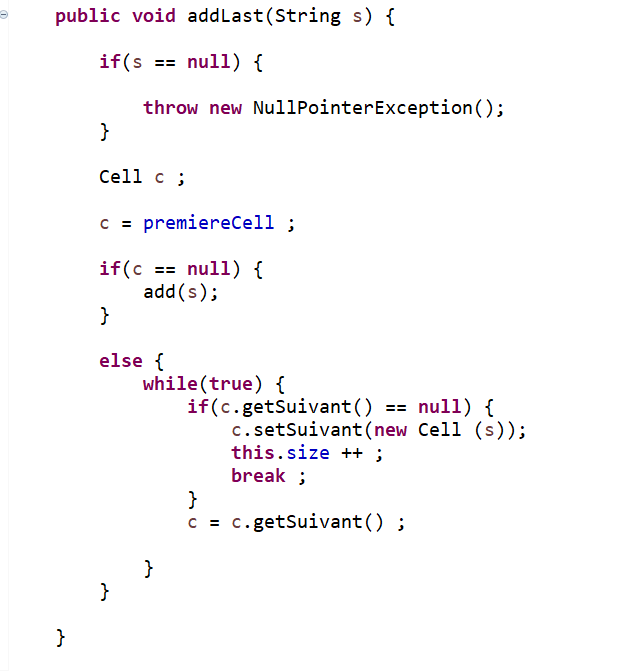 public void addLast(String s) {
if(s == null) {
throw new NullPointerException();
}
Cell c ;
c = premiereCell ;
if(c == null) {
add(s);
}
else {
while(true) {
if(c.getSuivant() == null) {
c.setSuivant(new Cell (s));
this.size ++ ;
break ;
}
c = c.getSuivant() ;
}
}
}